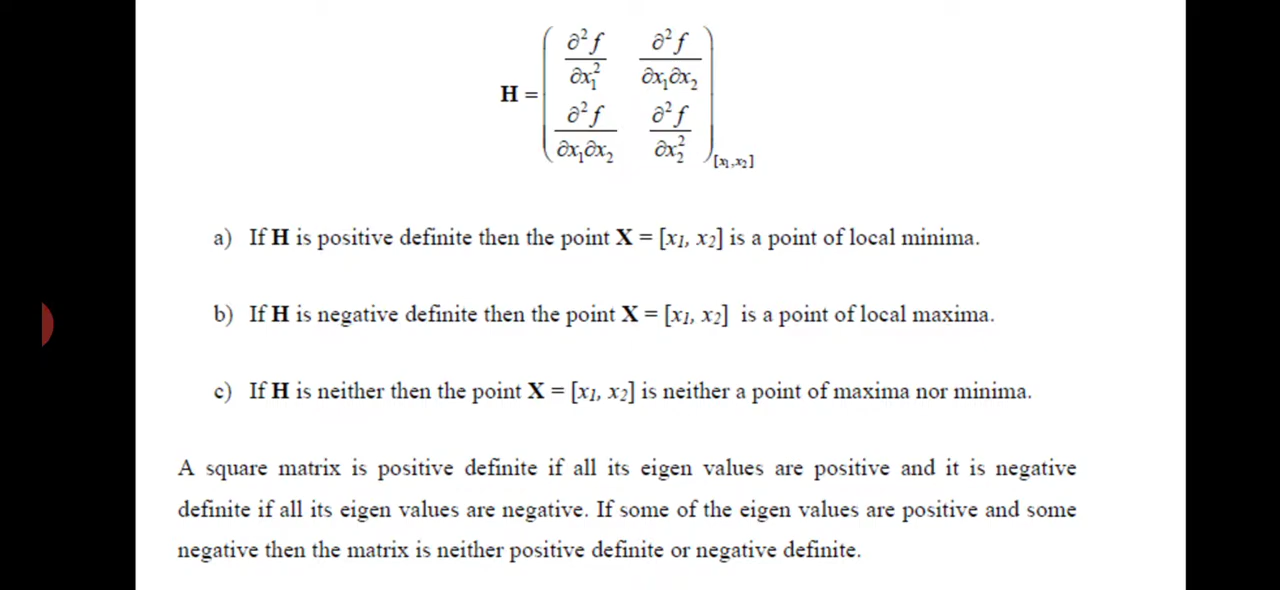 H = ( ∂²f/∂x₁² ∂²f/∂x₁∂x₂
∂²f/∂x₁∂x₂ ∂²f/∂x₂² )[x₁,x₂]
a) If H is positive definite then the point X = [x₁, x₂] is a point of local minima.
b) If H is negative definite then the point X = [x₁, x₂] is a point of local maxima.
c) If H is neither then the point X = [x₁, x₂] is neither a point of maxima nor minima.
A square matrix is positive definite if all its eigen values are positive and it is negative
definite if all its eigen values are negative. If some of the eigen values are positive and some
negative then the matrix is neither positive definite or negative definite.